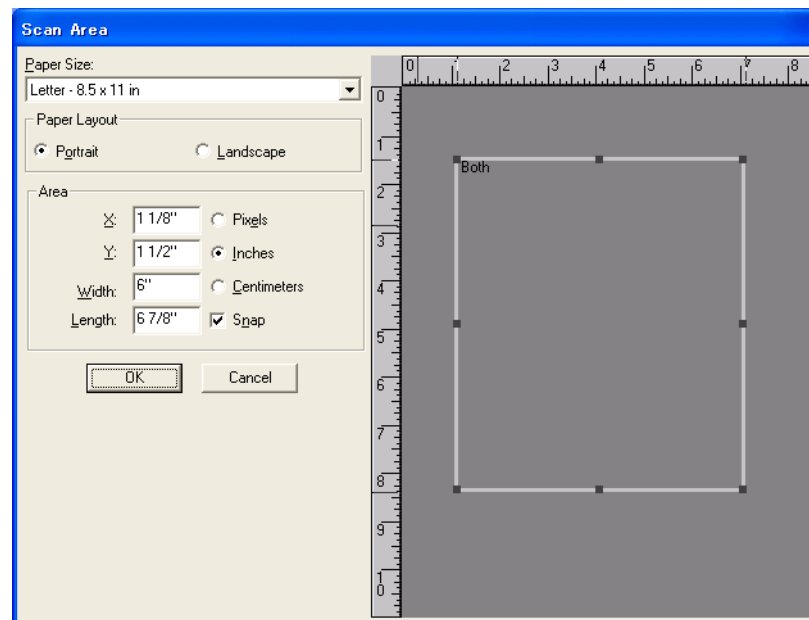 Scan Area
Paper Size:
Letter - 8.5 x 11 in
Paper Layout
Portrait
Landscape
Area
X: 1 1/8"
Pixels
Y: 1 1/2"
Inches
Width: 6"
Centimeters
Length: 6 7/8"
Snap
OK
Cancel
0 1 2 3 4 5 6 7 8
0
1
2
3
4
5
6
7
8
9
10
Both